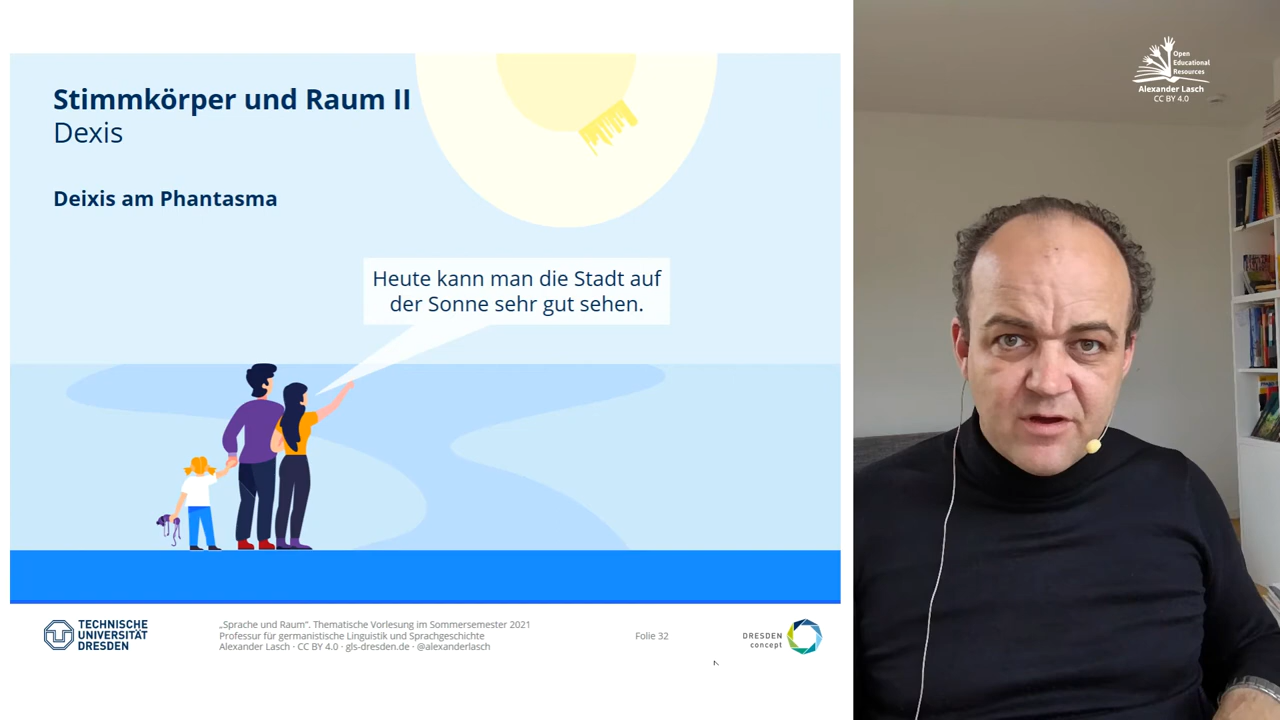 Stimmkörper und Raum II
Dexis
Deixis am Phantasma
Heute kann man die Stadt auf
der Sonne sehr gut sehen.
TECHNISCHE
UNIVERSITÄT
DRESDEN
„Sprache und Raum“. Thematische Vorlesung im Sommersemester 2021
Professur für germanistische Linguistik und Sprachgeschichte
Alexander Lasch · CC BY 4.0 · gls-dresden.de · @alexanderlasch
Folie 32
DRESDEN
concept
Open
Educational
Resources
Alexander Lasch
CC BY 4.0